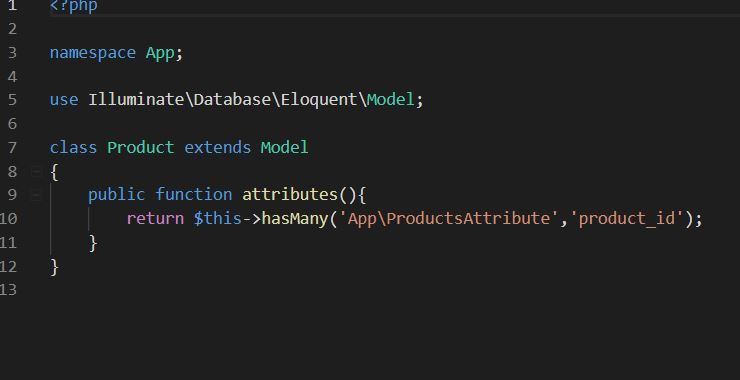 1 <?php
2
3 namespace App;
4
5 use Illuminate\Database\Eloquent\Model;
6
7 class Product extends Model
8 {
9     public function attributes(){
10         return $this->hasMany('App\ProductsAttribute','product_id');
11     }
12 }
13